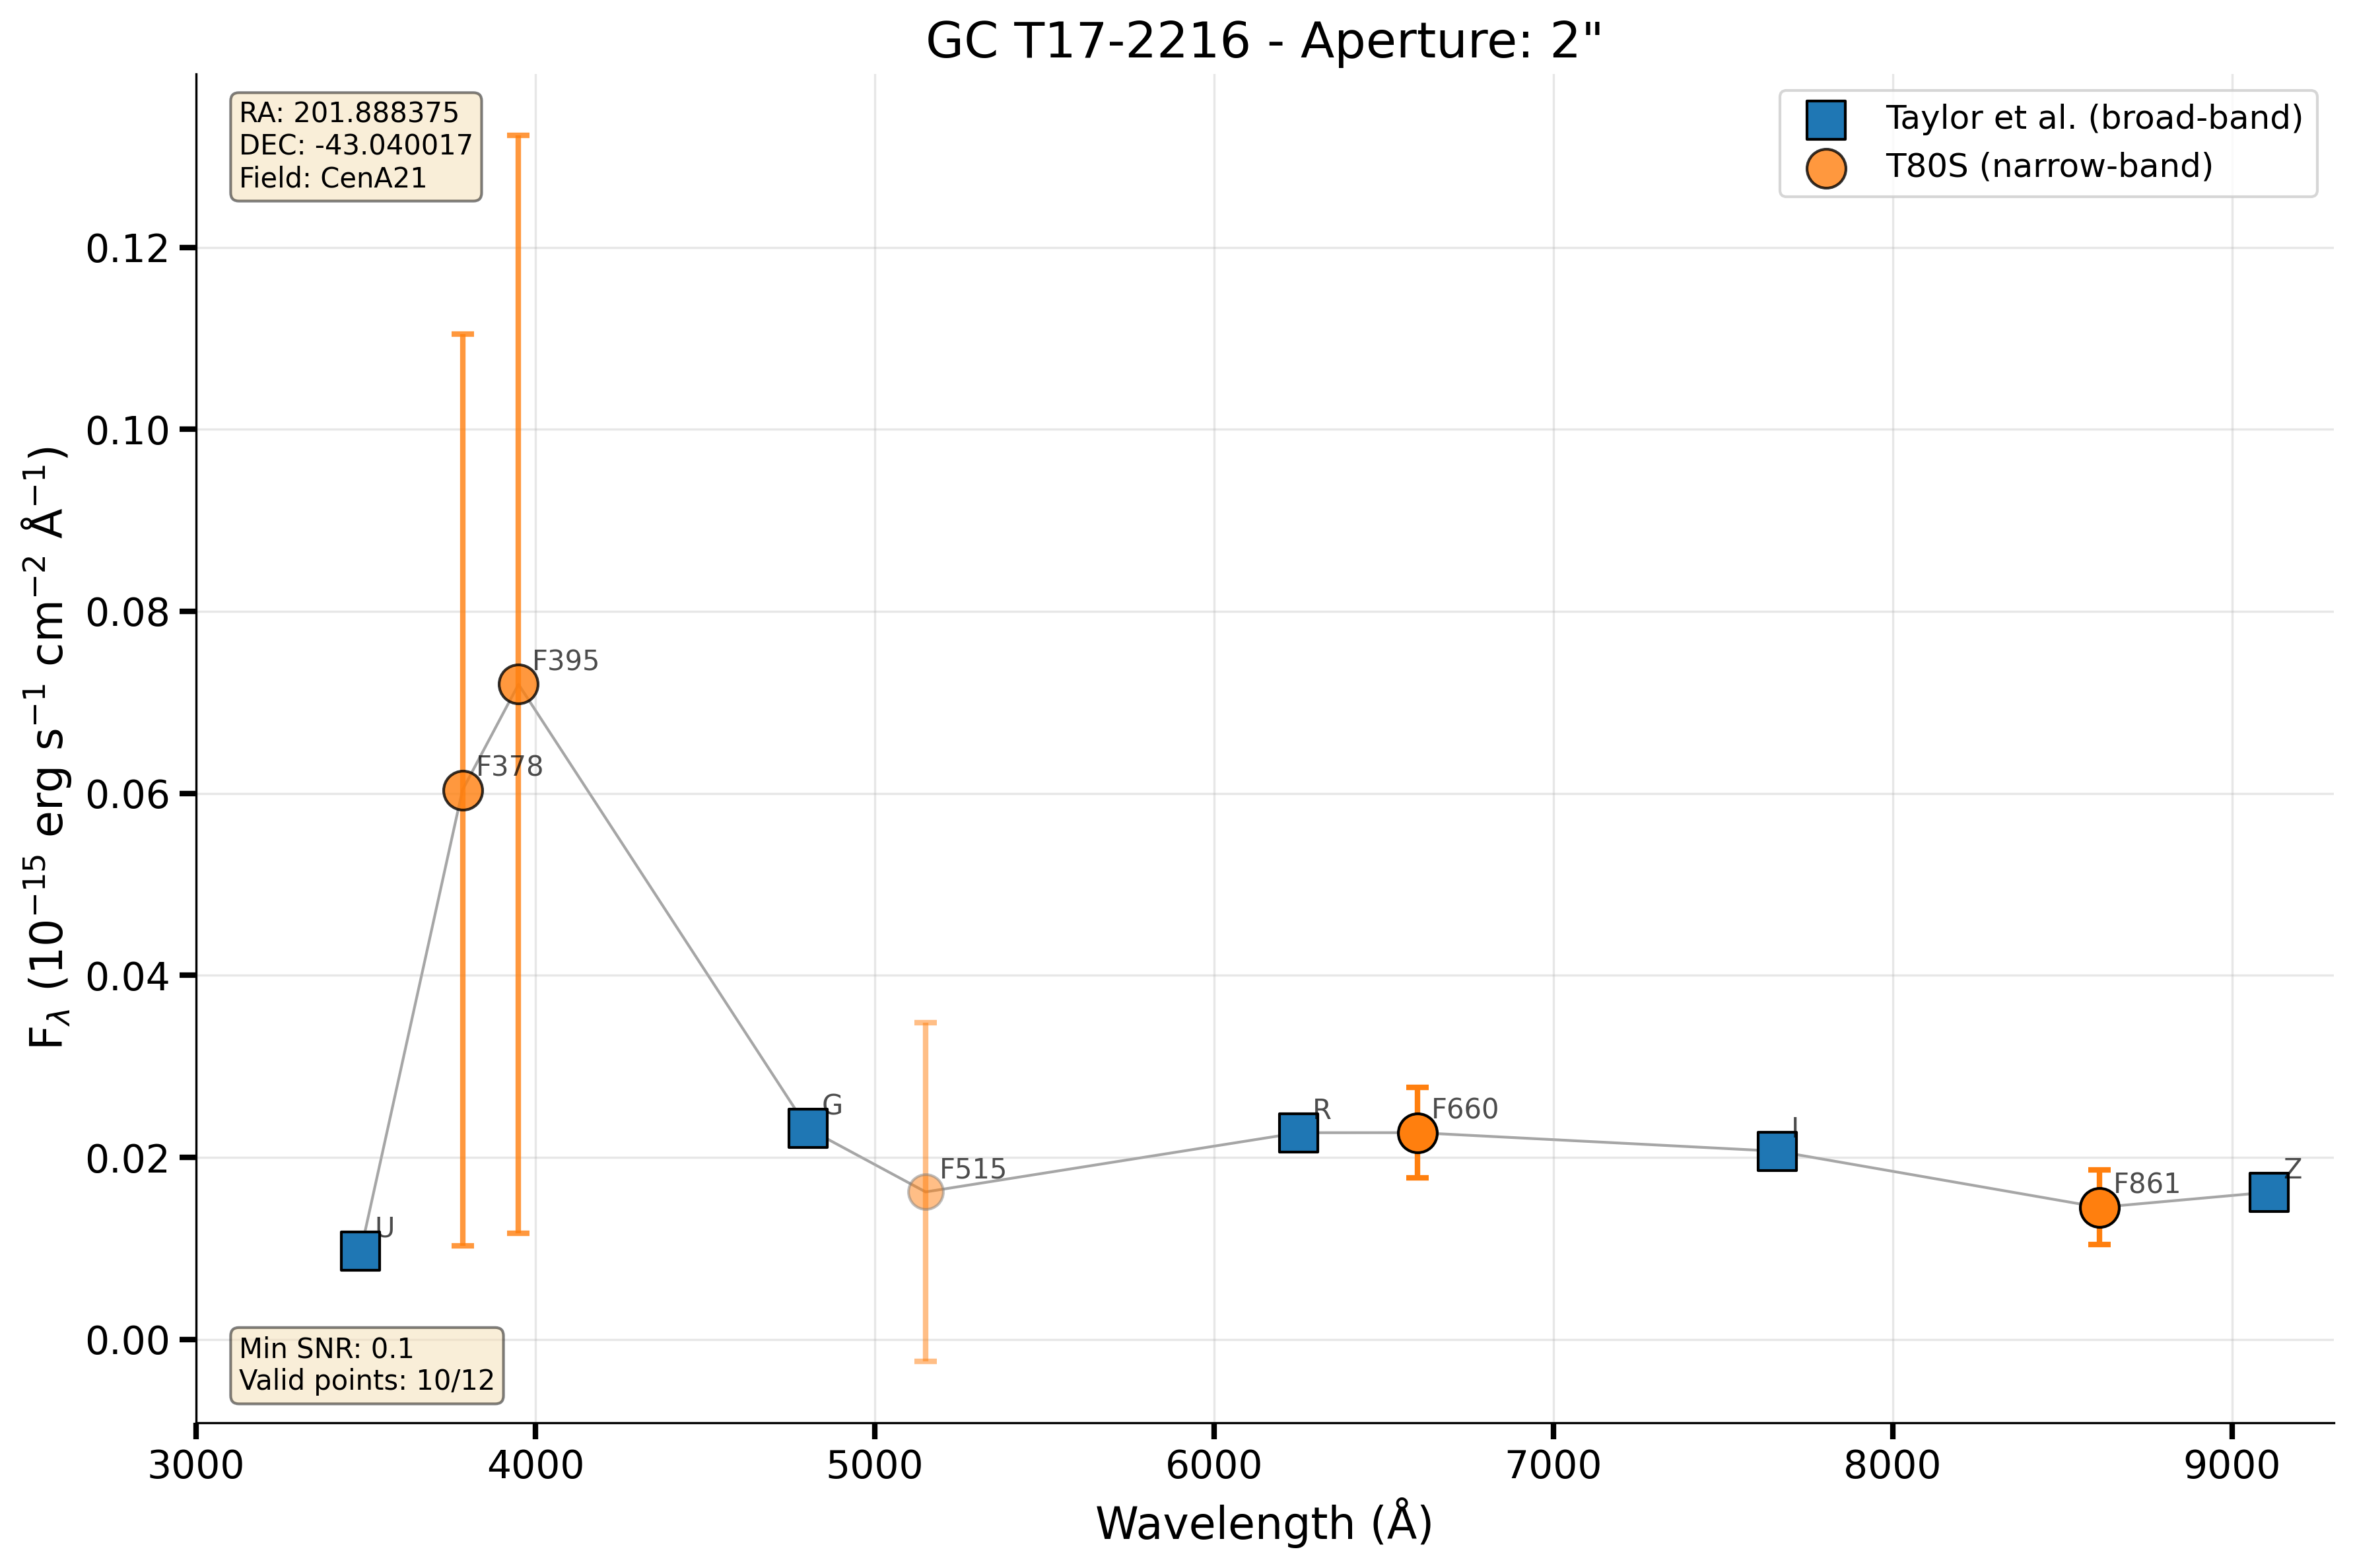 GC T17-2216 - Aperture: 2"
RA: 201.888375
DEC: -43.040017
Field: CenA21
Taylor et al. (broad-band)
T80S (narrow-band)
0.12
0.10
0.08
0.06
0.04
0.02
0.00
F_λ (10⁻¹⁵ erg s⁻¹ cm⁻² Å⁻¹)
F395
F378
G
R
F660
I
F515
Z
F861
U
Min SNR: 0.1
Valid points: 10/12
3000 4000 5000 6000 7000 8000 9000
Wavelength (Å)